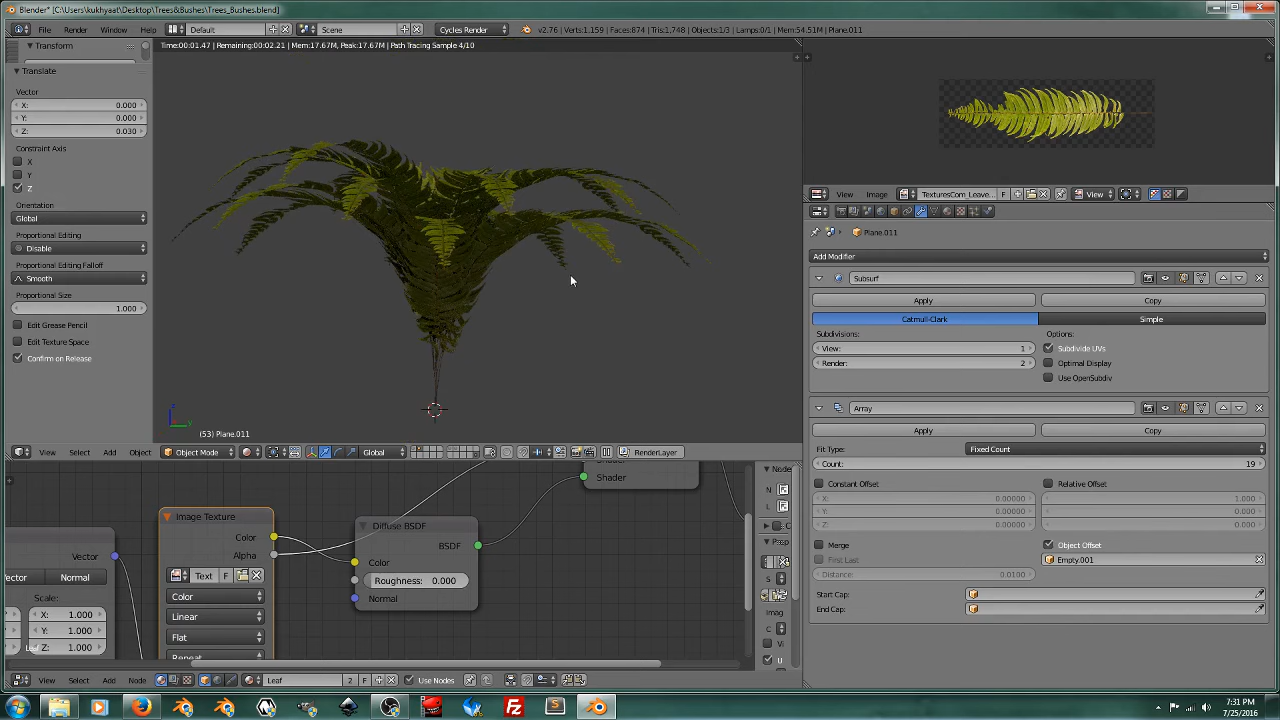 Blender* [C:\Users\kukhyaat\Desktop\Trees&Bushes\Trees_Bushes.blend]
File Render Window Help Default Scene Cycles Render v2.76 | Verts:1,159 | Faces:874 | Tris:1,748 | Objects:1/3 | Lamps:0/1 | Mem:54.51M | Plane.011
Time:00:01.47 | Remaining:00:02.21 | Mem:17.67M, Peak:17.67M | Path Tracing Sample 4/10
Transform
Translate
Vector
X: 0.000
Y: 0.000
Z: 0.030
Constraint Axis
X
Y
Z
Orientation
Global
Proportional Editing
Disable
Proportional Editing Falloff
Smooth
Proportional Size
1.000
Edit Grease Pencil
Edit Texture Space
Confirm on Release
z
y
(53) Plane.011
View Select Add Object Object Mode Global RenderLayer
View Image TexturesCom_Leave... F View
Plane.011
Add Modifier
Subsurf
Apply Copy
Catmull-Clark Simple
Subdivisions: Options:
View: 1 Subdivide UVs
Render: 2 Optimal Display
Use OpenSubdiv
Array
Apply Copy
Fit Type: Fixed Count
Count: 19
Constant Offset Relative Offset
X: 0.00000 1.000
Y: 0.00000 0.000
Z: 0.00000 0.000
Merge Object Offset
First Last Empty.001
Distance: 0.0100
Start Cap:
End Cap:
Vector
Vector Normal
Scale:
X: 1.000
Y: 1.000
Z: 1.000
Leaf
Image Texture
Color
Alpha
Text F
Color
Linear
Flat
Repeat
Diffuse BSDF
BSDF
Color
Roughness: 0.000
Normal
Shader
Node
N
L
C
S
Imag
C
Vi
U
View Select Add Node Leaf 2 F Use Nodes
7:31 PM
7/25/2016